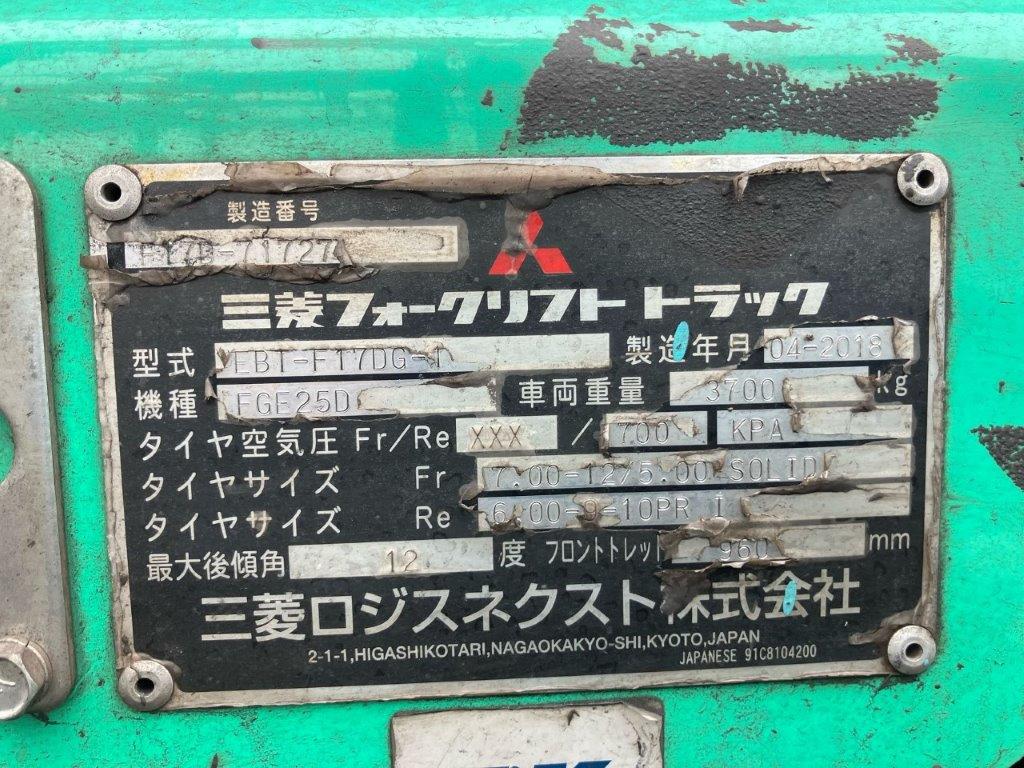 製造番号
-71727
三菱フォークリフト トラック
型式 EBT-F17DG-T 製造年月 04-2018
機種 FGE25D 車両重量 3700 kg
タイヤ空気圧 Fr/Re XXX / 700 KPA
タイヤサイズ Fr 7.00-12/5.00 SOLID
タイヤサイズ Re 6.00-9-10PR I
最大後傾角 12 度 フロントトレット 960 mm
三菱ロジスネクスト株式会社
2-1-1,HIGASHIKOTARI,NAGAOKAKYO-SHI,KYOTO,JAPAN
JAPANESE 91C8104200